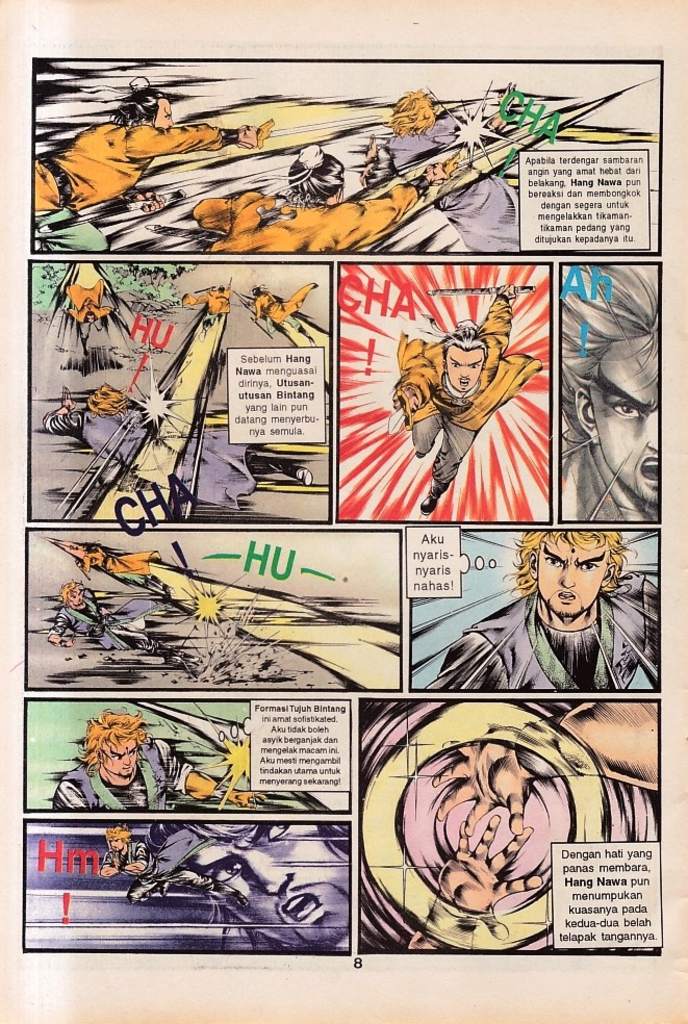 CHA
!
Apabila terdengar sambaran
angin yang amat hebat dari
belakang, Hang Nawa pun
bereaksi dan membongkok
dengan segera untuk
mengelakkan tikaman-
tikaman pedang yang
ditujukan kepadanya itu.
HU
!
Sebelum Hang
Nawa menguasai
dirinya, Utusan-
utusan Bintang
yang lain pun
datang menyerbu-
nya semula.
CHA
!
CHA
!
Ah
!
HU
Aku
nyaris-
nyaris
nahas!
Formasi Tujuh Bintang
ini amat sofistikated.
Aku tidak boleh
asyik berganjak dan
mengelak macam ini.
Aku mesti mengambil
tindakan utama untuk
menyerang sekarang!
Hm
!
Dengan hati yang
panas membara,
Hang Nawa pun
menumpukan
kuasanya pada
kedua-dua belah
telapak tangannya.
8